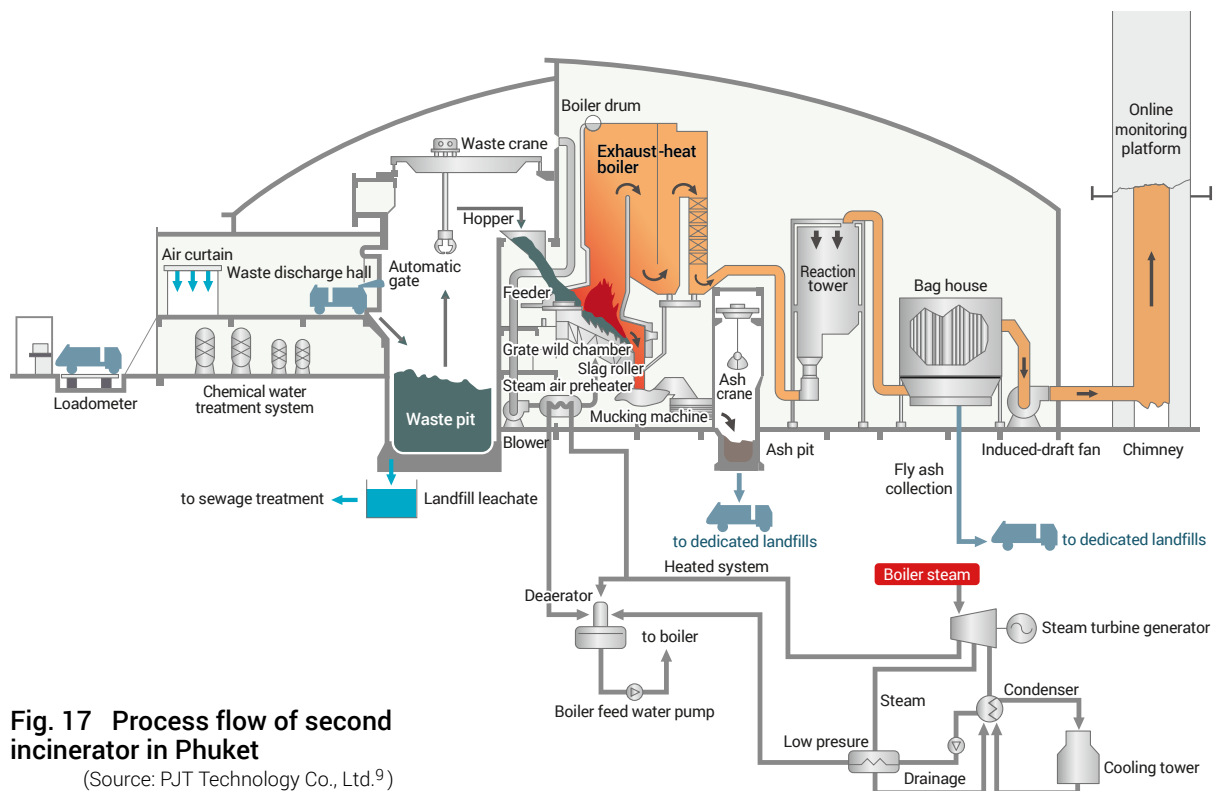 Boiler drum
Waste crane
Exhaust-heat
boiler
Online
monitoring
platform
Hopper
Air curtain
Waste discharge hall
Automatic
gate
Reaction
tower
Bag house
Feeder
Grate wild chamber
Slag roller
Steam air preheater
Ash
crane
Loadometer
Chemical water
treatment system
Waste pit
Blower
Mucking machine
Ash pit
Induced-draft fan
Chimney
Fly ash
collection
to sewage treatment
Landfill leachate
to dedicated landfills
to dedicated landfills
Heated system
Boiler steam
Deaerator
to boiler
Steam turbine generator
Boiler feed water pump
Steam
Condenser
Low presure
Drainage
Cooling tower
Fig. 17 Process flow of second
incinerator in Phuket
(Source: PJT Technology Co., Ltd.9)